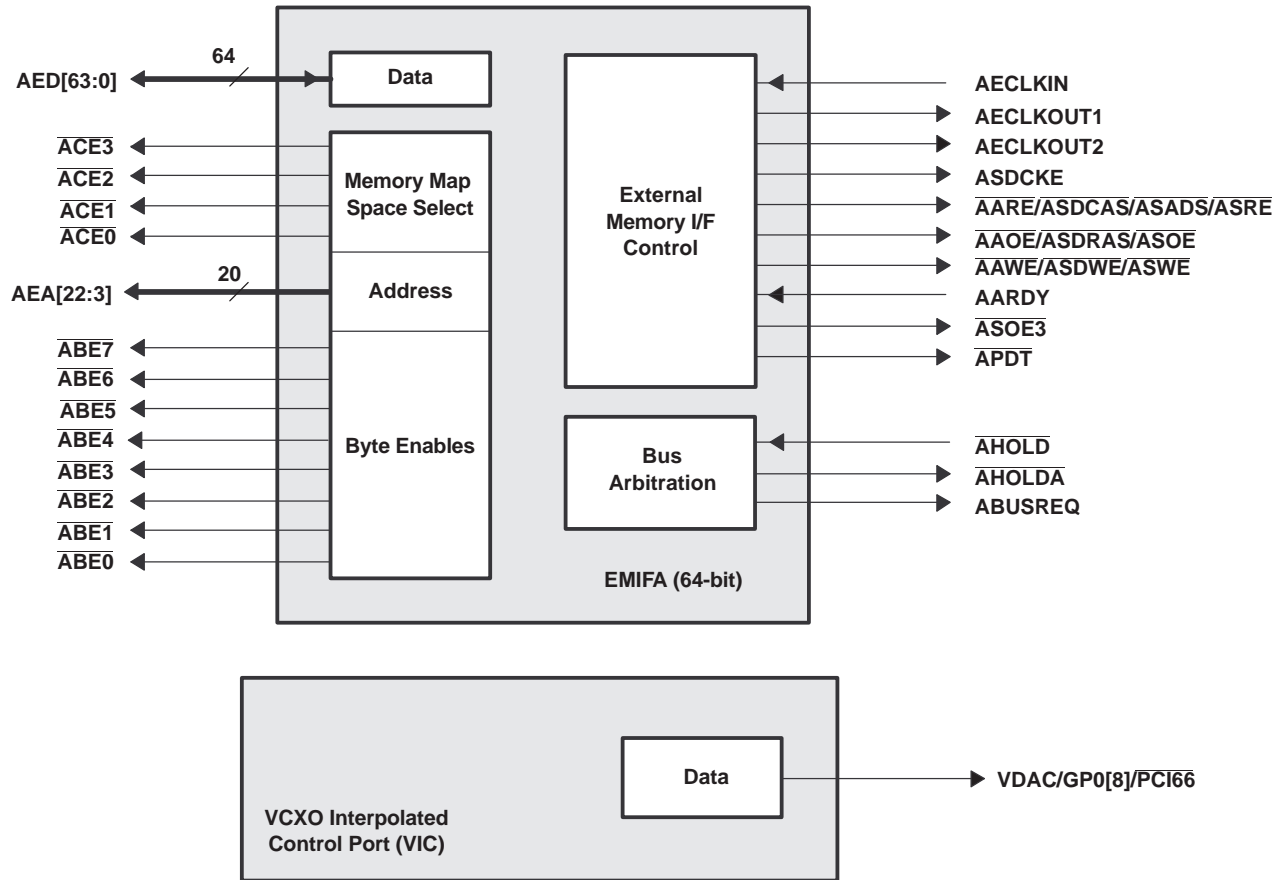 64
AED[63:0]
Data
ACE3
ACE2
ACE1
ACE0
Memory Map
Space Select
20
AEA[22:3]
Address
ABE7
ABE6
ABE5
ABE4
ABE3
ABE2
ABE1
ABE0
Byte Enables
External
Memory I/F
Control
AECLKIN
AECLKOUT1
AECLKOUT2
ASDCKE
AARE/ASDCAS/ASADS/ASRE
AAOE/ASDRAS/ASOE
AAWE/ASDWE/ASWE
AARDY
ASOE3
APDT
Bus
Arbitration
AHOLD
AHOLDA
ABUSREQ
EMIFA (64-bit)
Data
VDAC/GP0[8]/PCI66
VCXO Interpolated
Control Port (VIC)